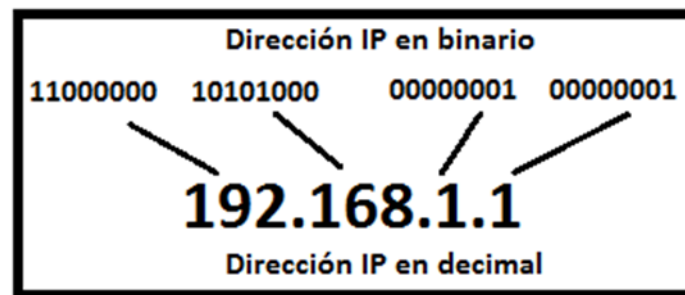 Dirección IP en binario
11000000 10101000 00000001 00000001
192.168.1.1
Dirección IP en decimal